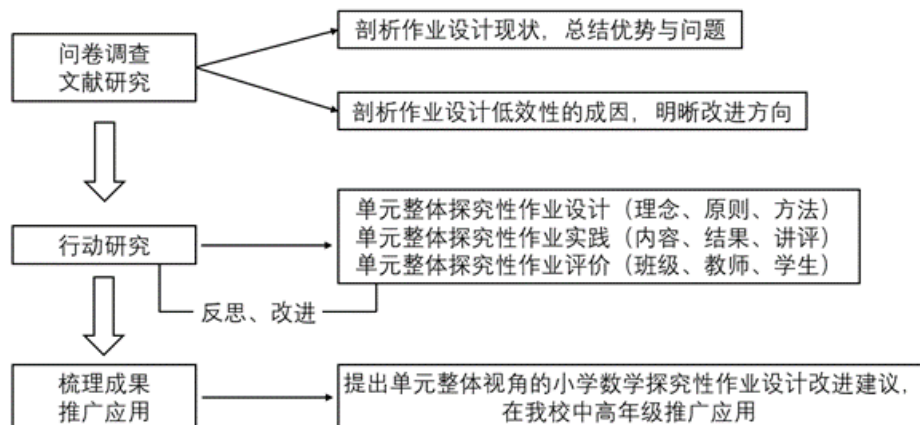 问卷调查
文献研究
剖析作业设计现状，总结优势与问题
剖析作业设计低效性的成因，明晰改进方向
行动研究
单元整体探究性作业设计（理念、原则、方法）
单元整体探究性作业实践（内容、结果、讲评）
单元整体探究性作业评价（班级、教师、学生）
反思、改进
梳理成果
推广应用
提出单元整体视角的小学数学探究性作业设计改进建议，
在我校中高年级推广应用